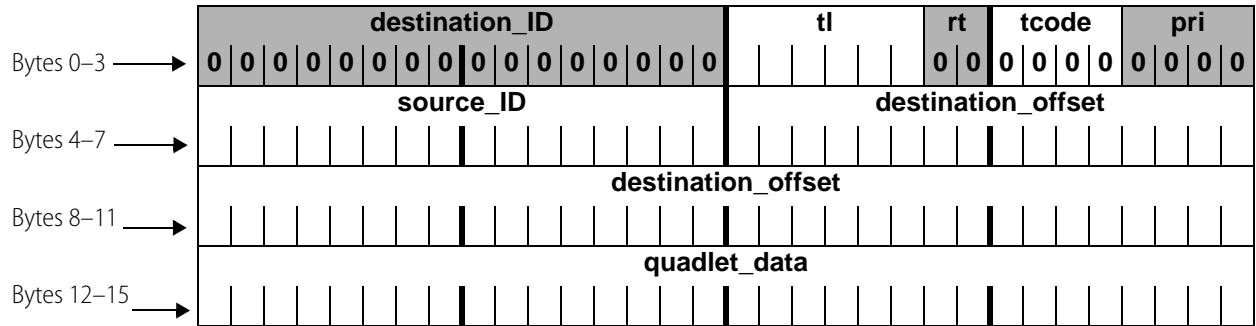 destination_ID tl rt tcode pri
Bytes 0–3 0 0 0 0 0 0 0 0 0 0 0 0 0 0 0 0 0 0 0 0 0 0 0 0 0 0
source_ID destination_offset
Bytes 4–7
destination_offset
Bytes 8–11
quadlet_data
Bytes 12–15